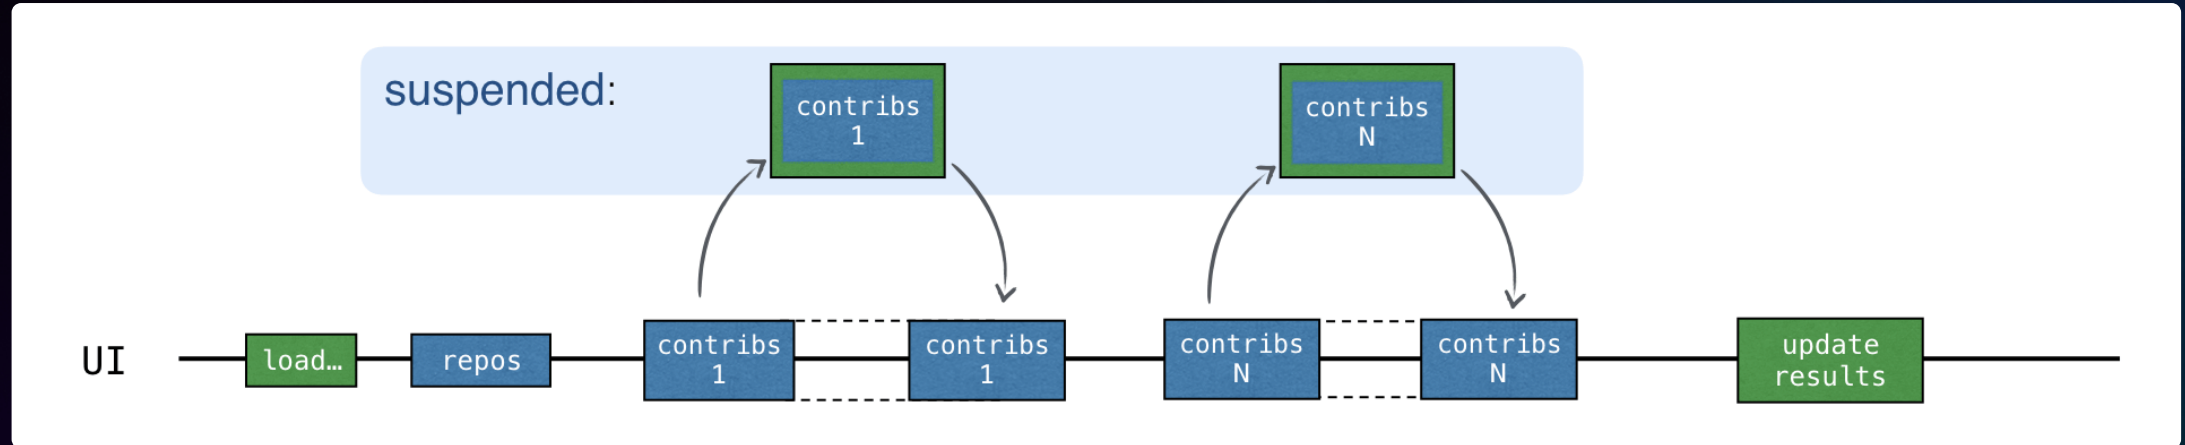 suspended:
contribs
1
contribs
N
UI
load…
repos
contribs
1
contribs
1
contribs
N
contribs
N
update
results